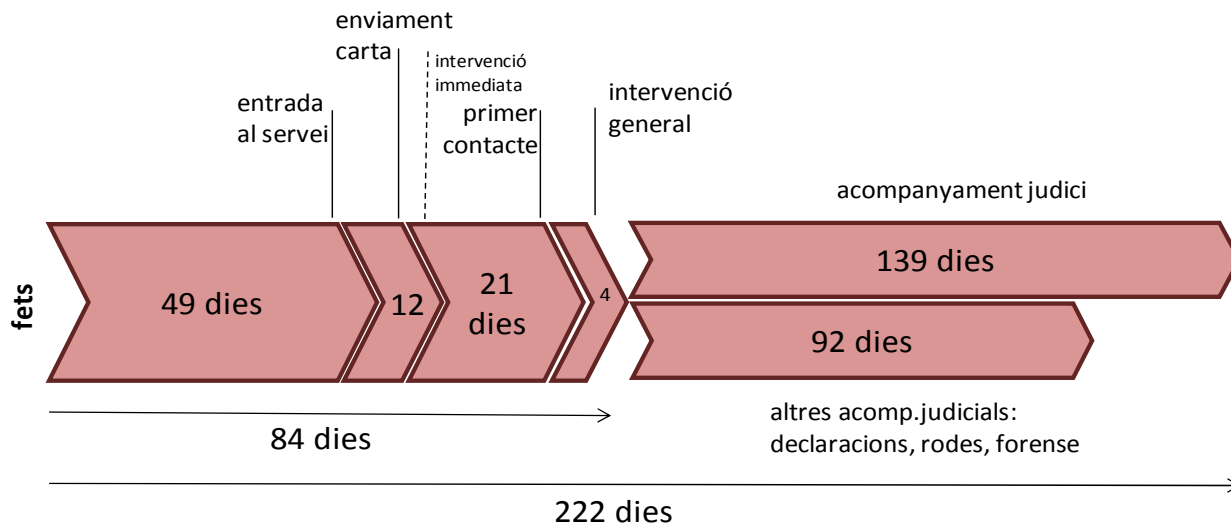 enviament
carta
intervenció
immediata
entrada
al servei
primer
contacte
intervenció
general
acompanyament judici
fets
49 dies
12
21
dies
4
139 dies
92 dies
84 dies
altres acomp.judicials:
declaracions, rodes, forense
222 dies